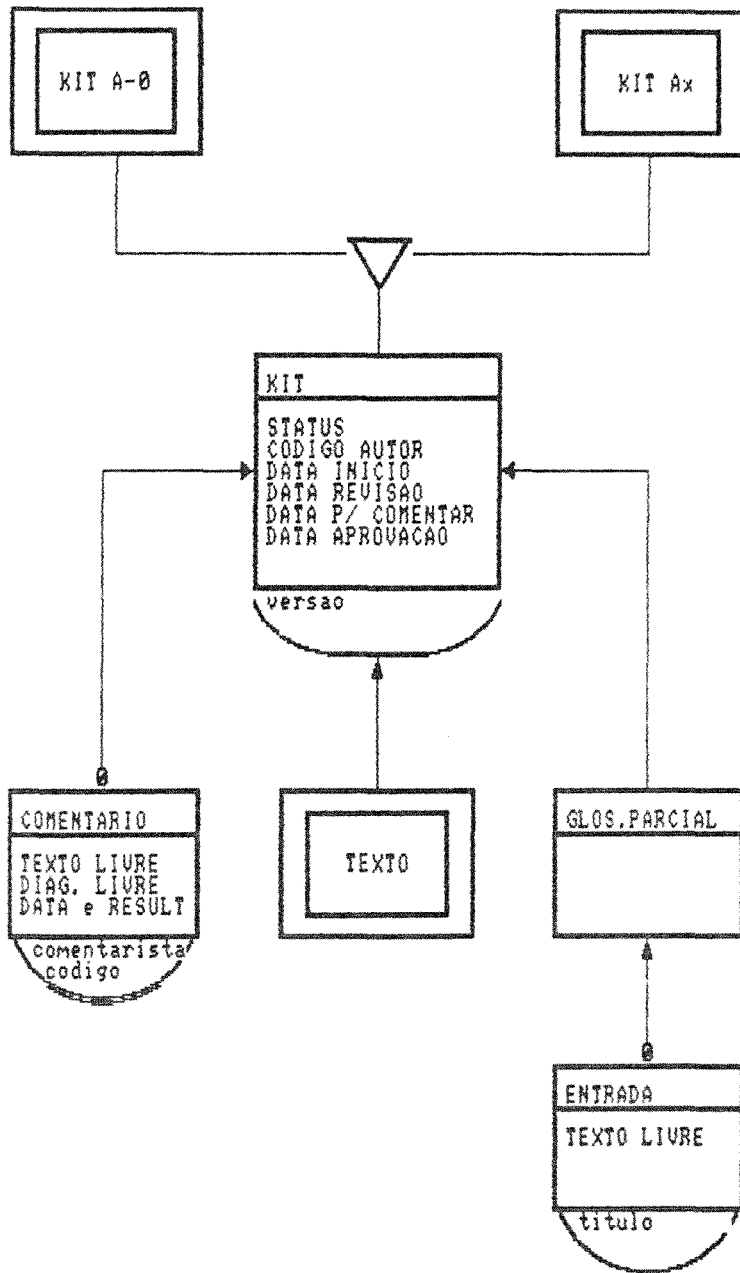 KIT A-0
KIT Ax
KIT
STATUS
CODIGO AUTOR
DATA INICIO
DATA REVISAO
DATA P/ COMENTAR
DATA APROVACAO
versao
0
COMENTARIO
TEXTO LIVRE
DIAG. LIVRE
DATA e RESULT
comentarista
codigo
TEXTO
GLOS.PARCIAL
0
ENTRADA
TEXTO LIVRE
titulo